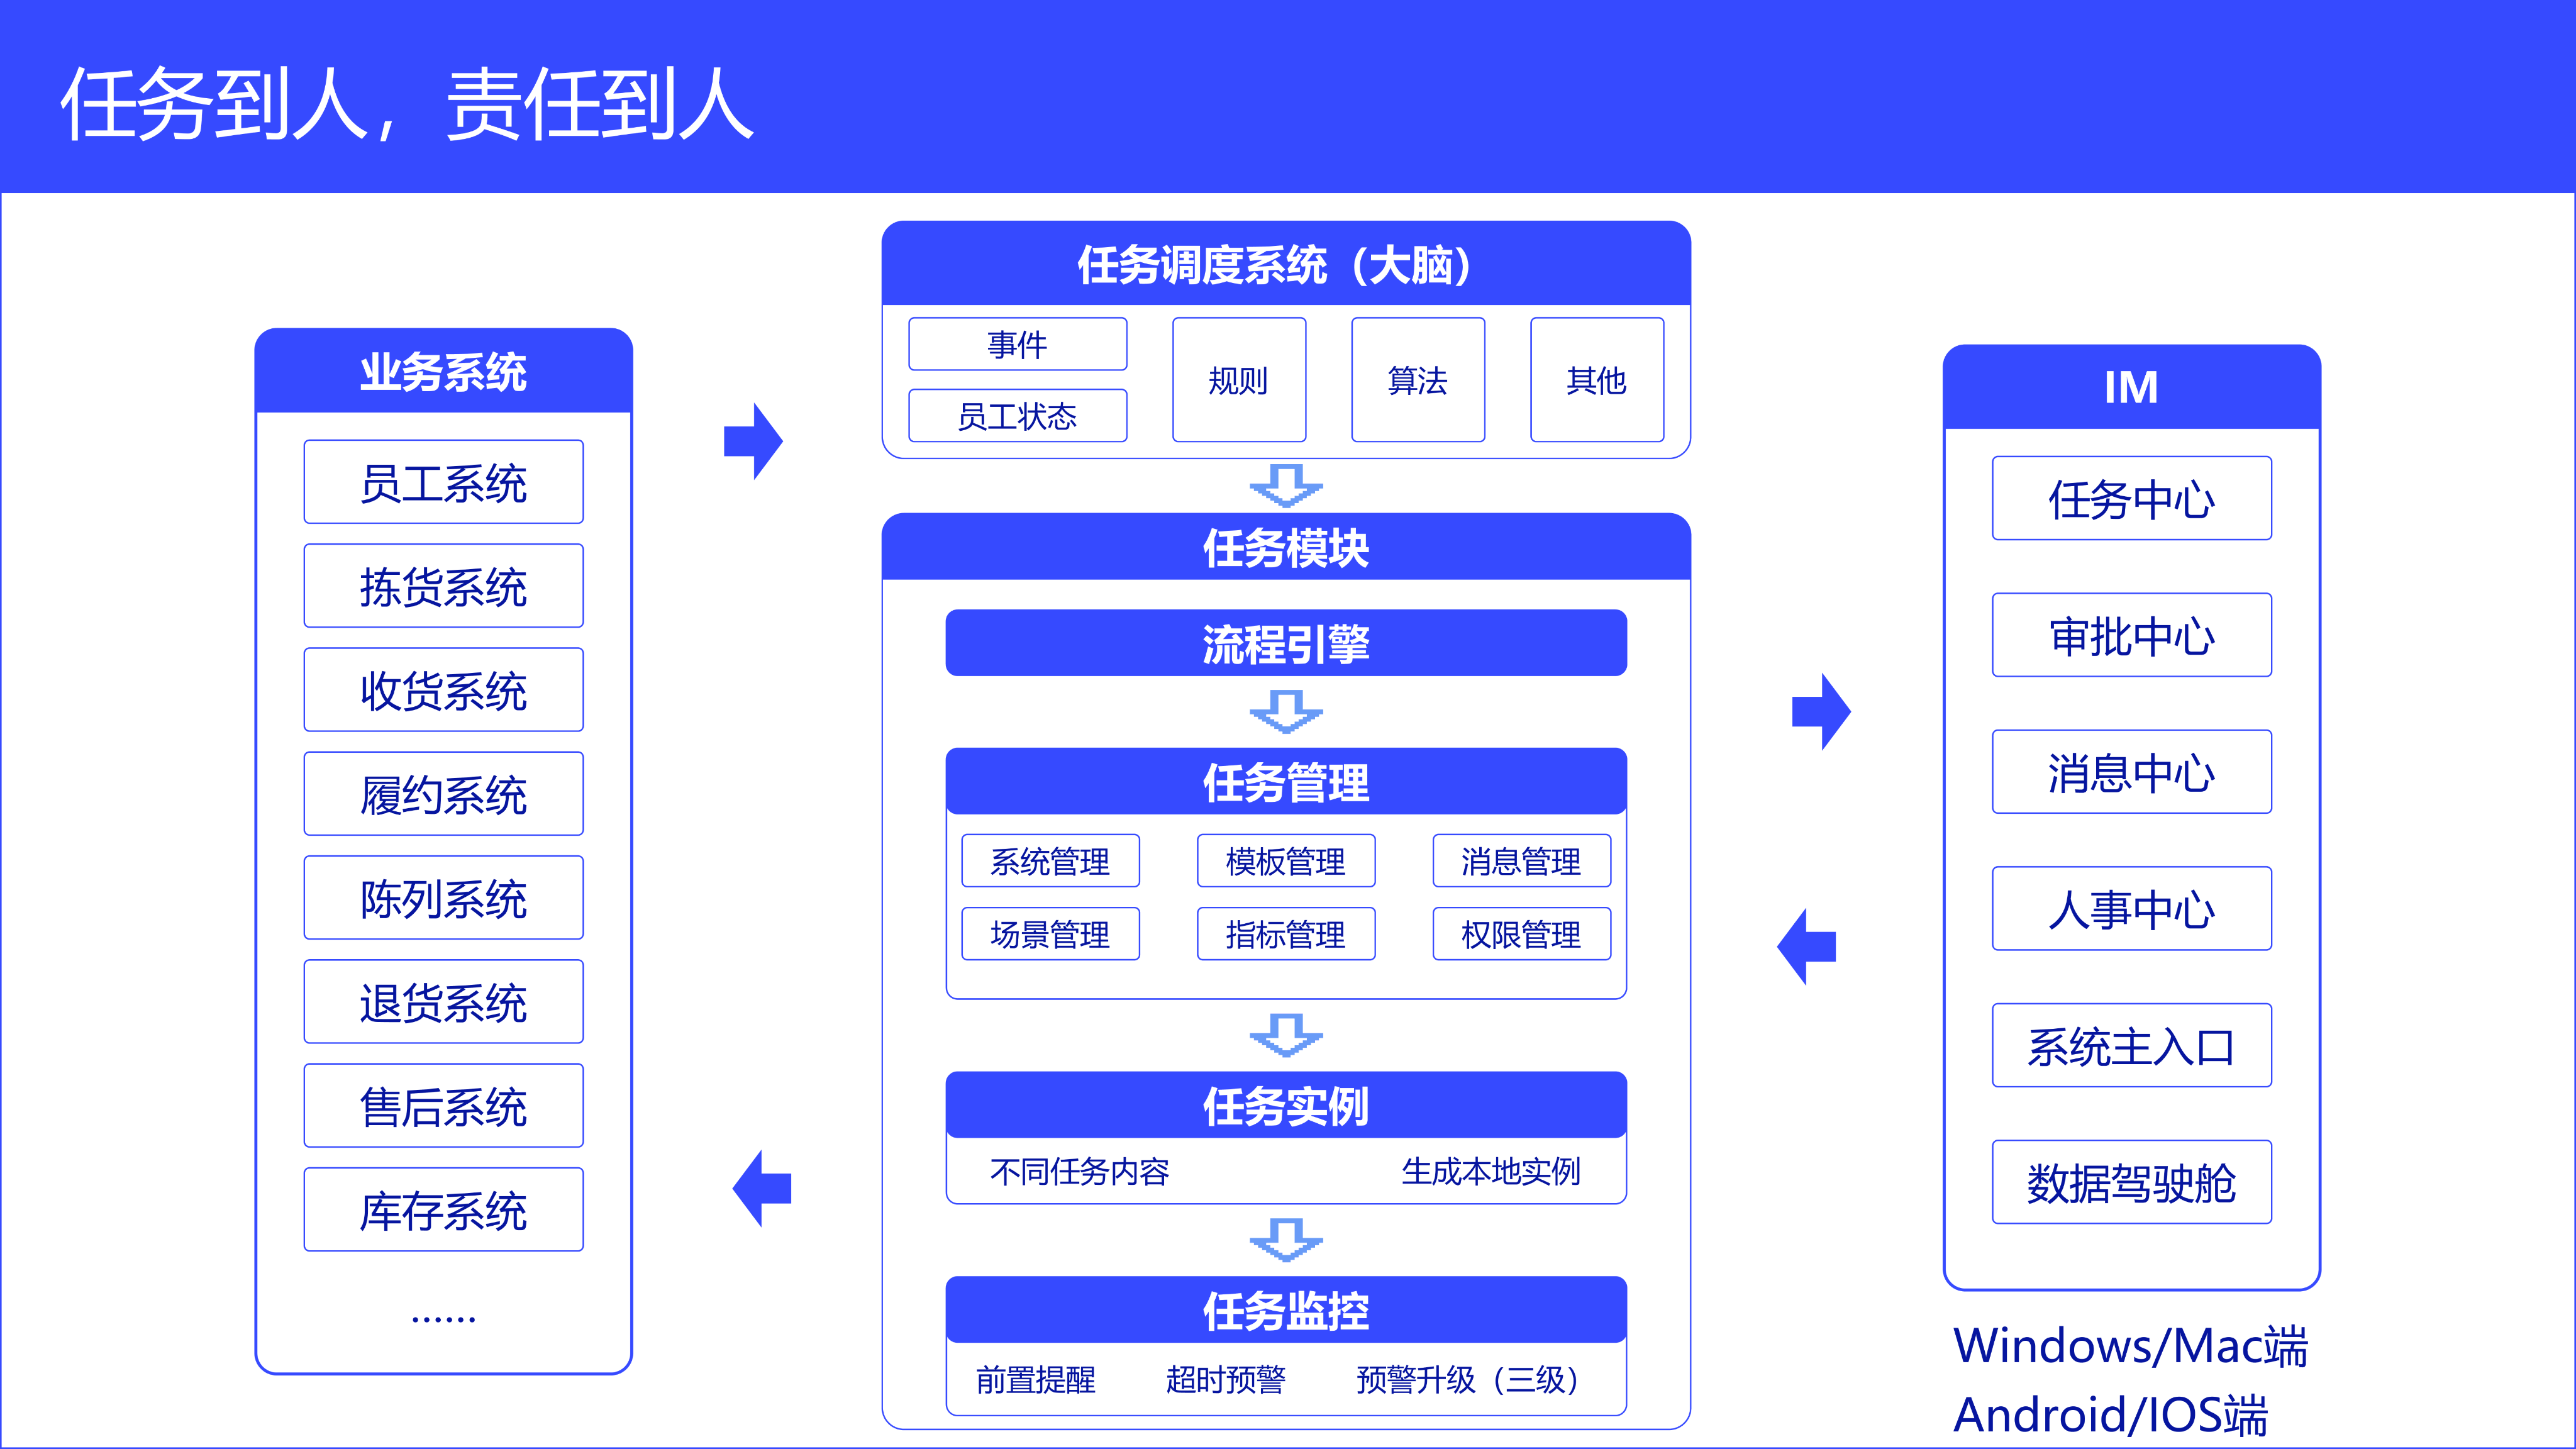 任务到人，责任到人
业务系统
员工系统
拣货系统
收货系统
履约系统
陈列系统
退货系统
售后系统
库存系统
······
任务调度系统（大脑）
事件
员工状态
规则
算法
其他
任务模块
流程引擎
任务管理
系统管理 模板管理 消息管理
场景管理 指标管理 权限管理
任务实例
不同任务内容 生成本地实例
任务监控
前置提醒 超时预警 预警升级（三级）
IM
任务中心
审批中心
消息中心
人事中心
系统主入口
数据驾驶舱
Windows/Mac端
Android/IOS端